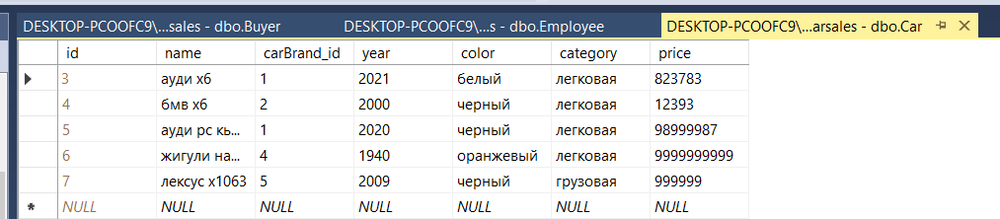 DESKTOP-PCOOFC9\...sales - dbo.Buyer DESKTOP-PCOOFC9\...s - dbo.Employee DESKTOP-PCOOFC9\...arsales - dbo.Car
id name carBrand_id year color category price
3 ауди х6 1 2021 белый легковая 823783
4 бмв х6 2 2000 черный легковая 12393
5 ауди рс кь... 1 2020 черный легковая 98999987
6 жигули на... 4 1940 оранжевый легковая 9999999999
7 лексус х1063 5 2009 черный грузовая 999999
NULL NULL NULL NULL NULL NULL NULL